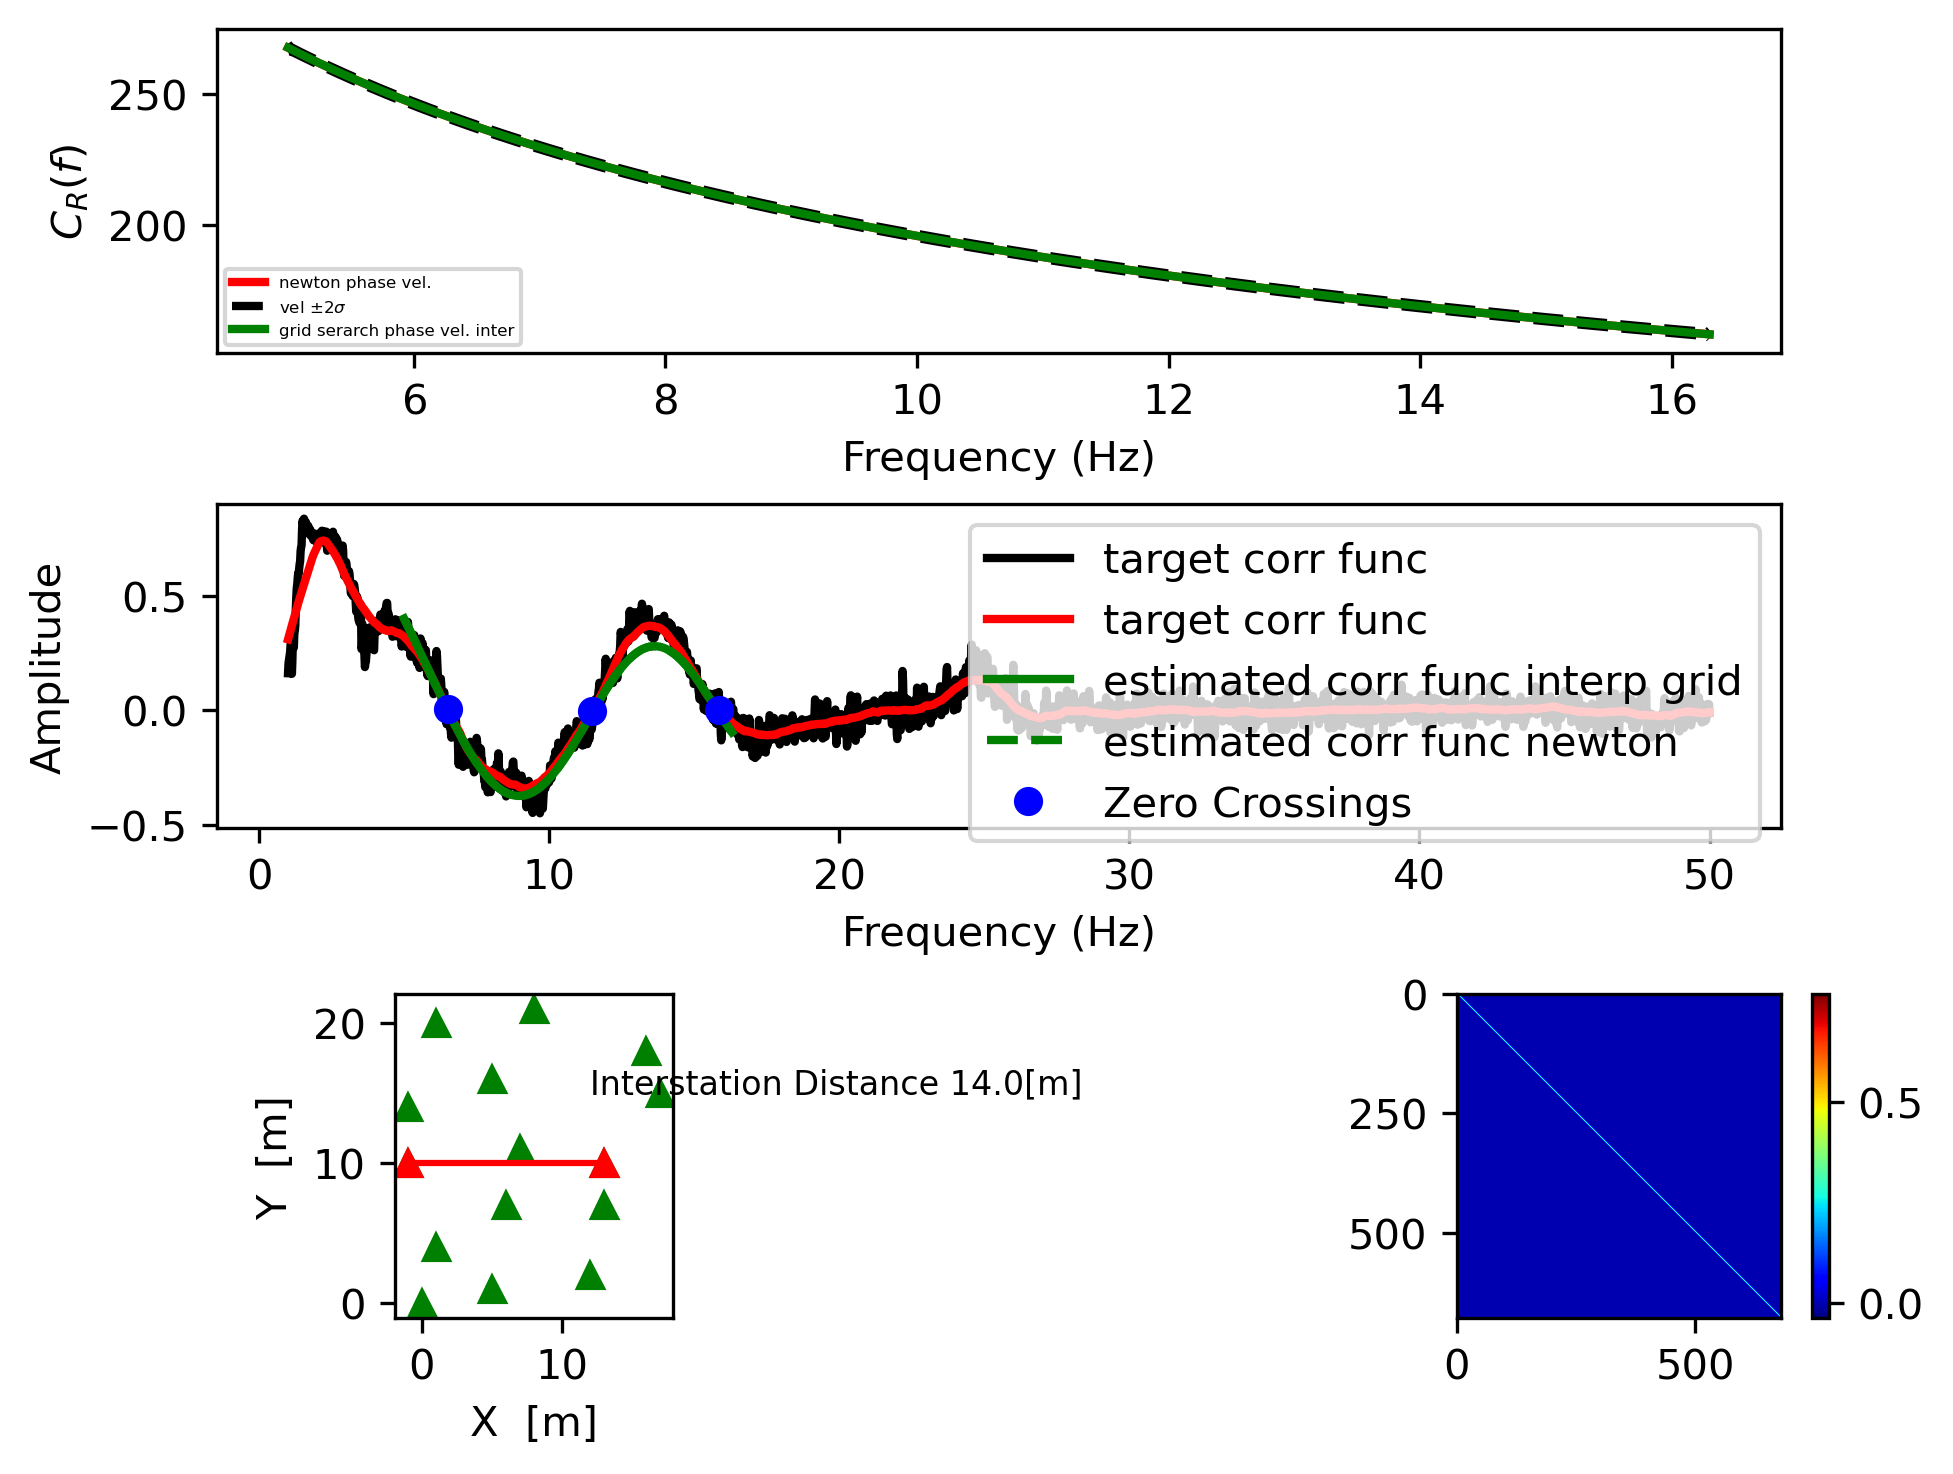 250
200
C_R(f)
newton phase vel.
vel ±2σ
grid serarch phase vel. inter
6 8 10 12 14 16
Frequency (Hz)
0.5
0.0
−0.5
Amplitude
target corr func
target corr func
estimated corr func interp grid
estimated corr func newton
Zero Crossings
0 10 20 30 40 50
Frequency (Hz)
20
10
0
Y [m]
Interstation Distance 14.0[m]
0 10
X [m]
0
250
500
0 500
0.5
0.0